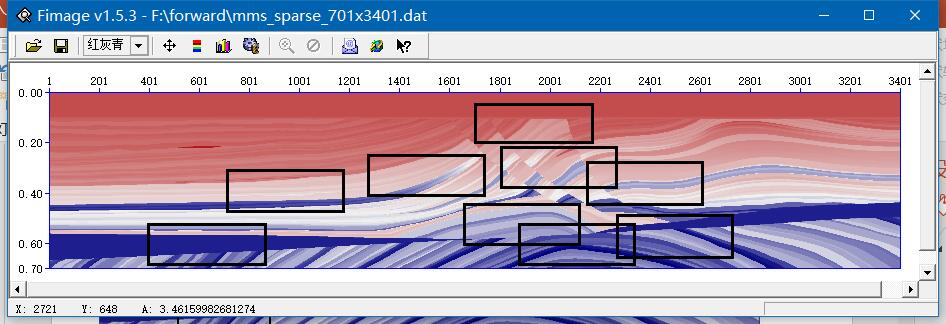 Fimage v1.5.3 - F:\forward\mms_sparse_701x3401.dat
红灰青
1 201 401 601 801 1001 1201 1401 1601 1801 2001 2201 2401 2601 2801 3001 3201 3401
0.00
0.20
0.40
0.60
0.70
X: 2721 Y: 648 A: 3.46159982681274